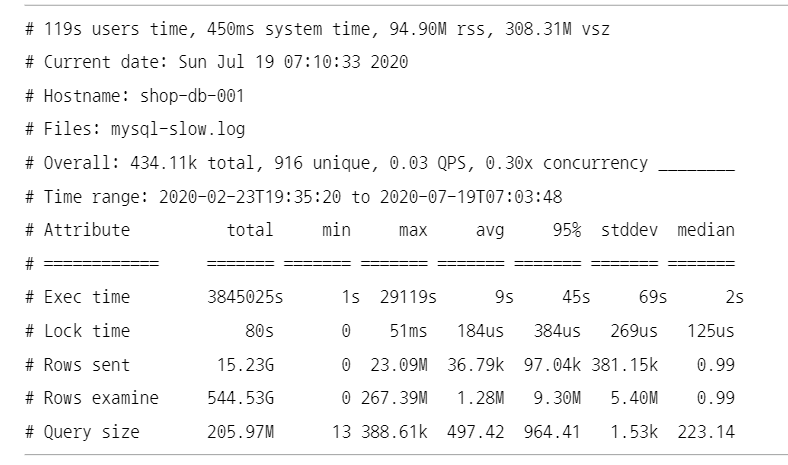 # 119s users time, 450ms system time, 94.90M rss, 308.31M vsz
# Current date: Sun Jul 19 07:10:33 2020
# Hostname: shop-db-001
# Files: mysql-slow.log
# Overall: 434.11k total, 916 unique, 0.03 QPS, 0.30x concurrency ________
# Time range: 2020-02-23T19:35:20 to 2020-07-19T07:03:48
# Attribute          total     min     max     avg     95%  stddev  median
# ============     ======= ======= ======= ======= ======= ======= =======
# Exec time        3845025s      1s  29119s      9s     45s     69s      2s
# Lock time            80s       0    51ms   184us   384us   269us   125us
# Rows sent         15.23G       0  23.09M  36.79k  97.04k 381.15k    0.99
# Rows examine     544.53G       0 267.39M   1.28M   9.30M   5.40M    0.99
# Query size       205.97M      13 388.61k  497.42  964.41   1.53k  223.14